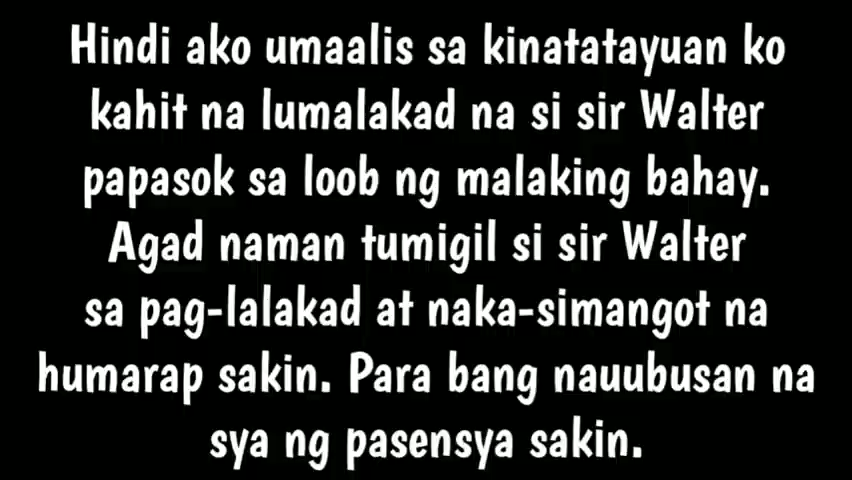 Hindi ako umaalis sa kinatatayuan ko
kahit na lumalakad na si sir Walter
papasok sa loob ng malaking bahay.
Agad naman tumigil si sir Walter
sa pag-lalakad at naka-simangot na
humarap sakin. Para bang nauubusan na
sya ng pasensya sakin.